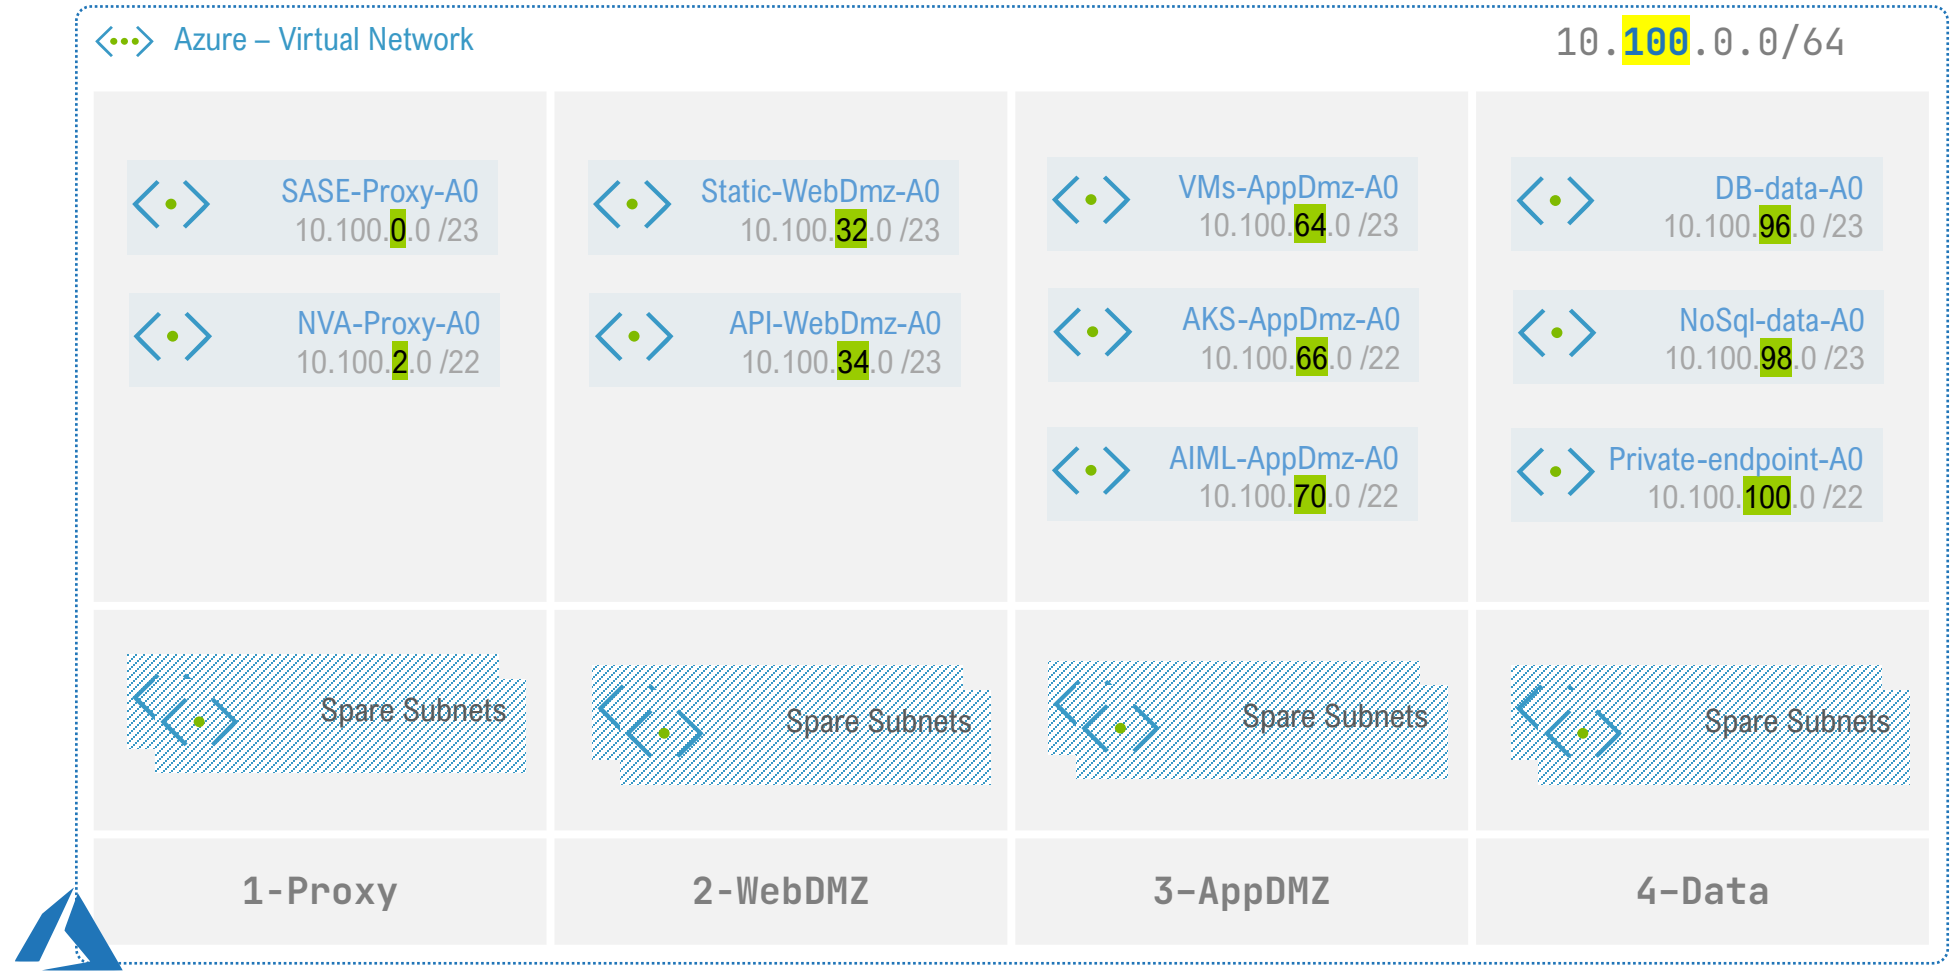 Azure – Virtual Network
10.100.0.0/64
SASE-Proxy-A0
10.100.0.0 /23
NVA-Proxy-A0
10.100.2.0 /22
Static-WebDmz-A0
10.100.32.0 /23
API-WebDmz-A0
10.100.34.0 /23
VMs-AppDmz-A0
10.100.64.0 /23
AKS-AppDmz-A0
10.100.66.0 /22
AIML-AppDmz-A0
10.100.70.0 /22
DB-data-A0
10.100.96.0 /23
NoSql-data-A0
10.100.98.0 /23
Private-endpoint-A0
10.100.100.0 /22
Spare Subnets
Spare Subnets
Spare Subnets
Spare Subnets
1-Proxy
2-WebDMZ
3-AppDMZ
4-Data